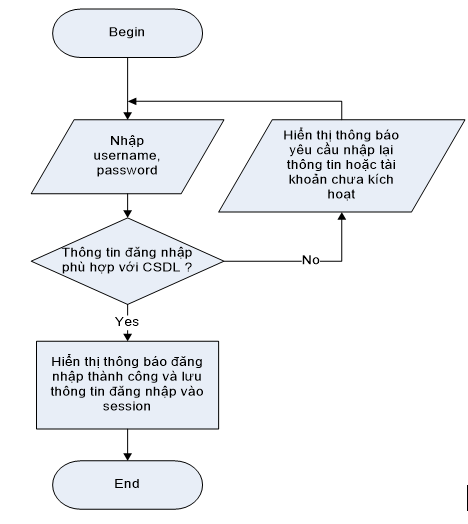 Begin
Nhập
username,
password
Hiển thị thông báo
yêu cầu nhập lại
thông tin hoặc tài
khoản chưa kích
hoạt
Thông tin đăng nhập
phù hợp với CSDL ?
No
Yes
Hiển thị thông báo đăng
nhập thành công và lưu
thông tin đăng nhập vào
session
End